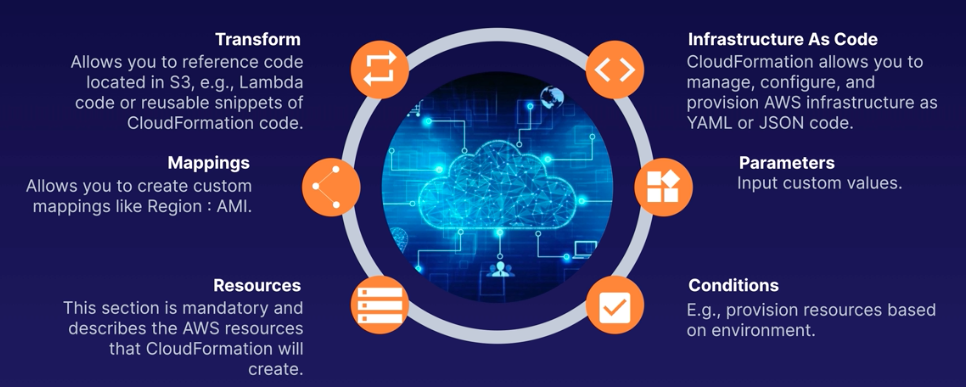 Transform
Allows you to reference code
located in S3, e.g., Lambda
code or reusable snippets of
CloudFormation code.
Mappings
Allows you to create custom
mappings like Region : AMI.
Resources
This section is mandatory and
describes the AWS resources
that CloudFormation will
create.
Infrastructure As Code
CloudFormation allows you to
manage, configure, and
provision AWS infrastructure as
YAML or JSON code.
Parameters
Input custom values.
Conditions
E.g., provision resources based
on environment.